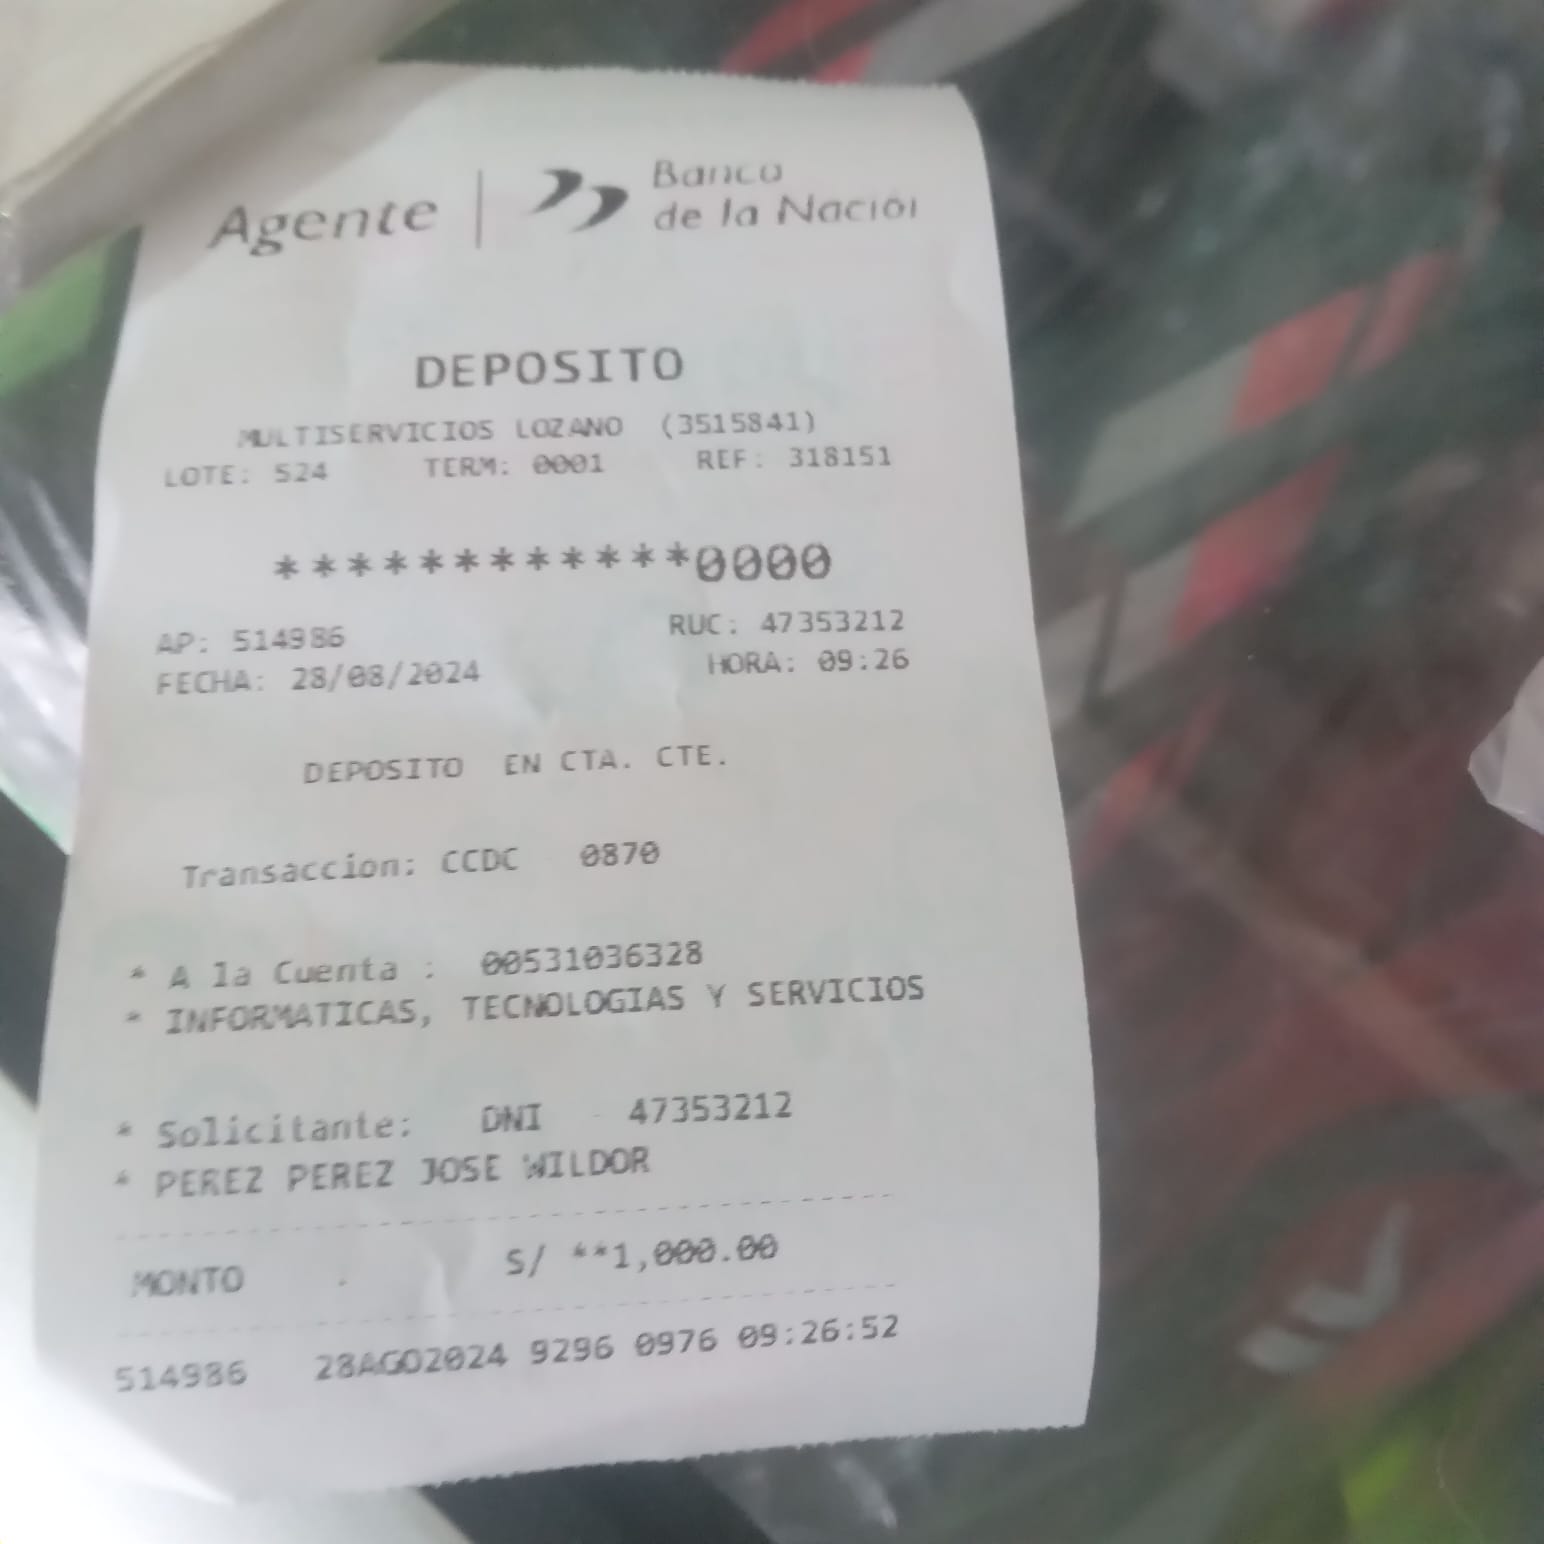 Agente | Banco
de la Nación
DEPOSITO
MULTISERVICIOS LOZANO (3515841)
LOTE: 524 TERM: 0001 REF: 318151
************0000
AP: 514986 RUC: 47353212
FECHA: 28/08/2024 HORA: 09:26
DEPOSITO EN CTA. CTE.
Transaccion: CCDC 0870
* A la Cuenta : 00531036328
* INFORMATICAS, TECNOLOGIAS Y SERVICIOS
* Solicitante: DNI - 47353212
* PEREZ PEREZ JOSE WILDOR
MONTO . S/ **1,000.00
514986 28AGO2024 9296 0976 09:26:52